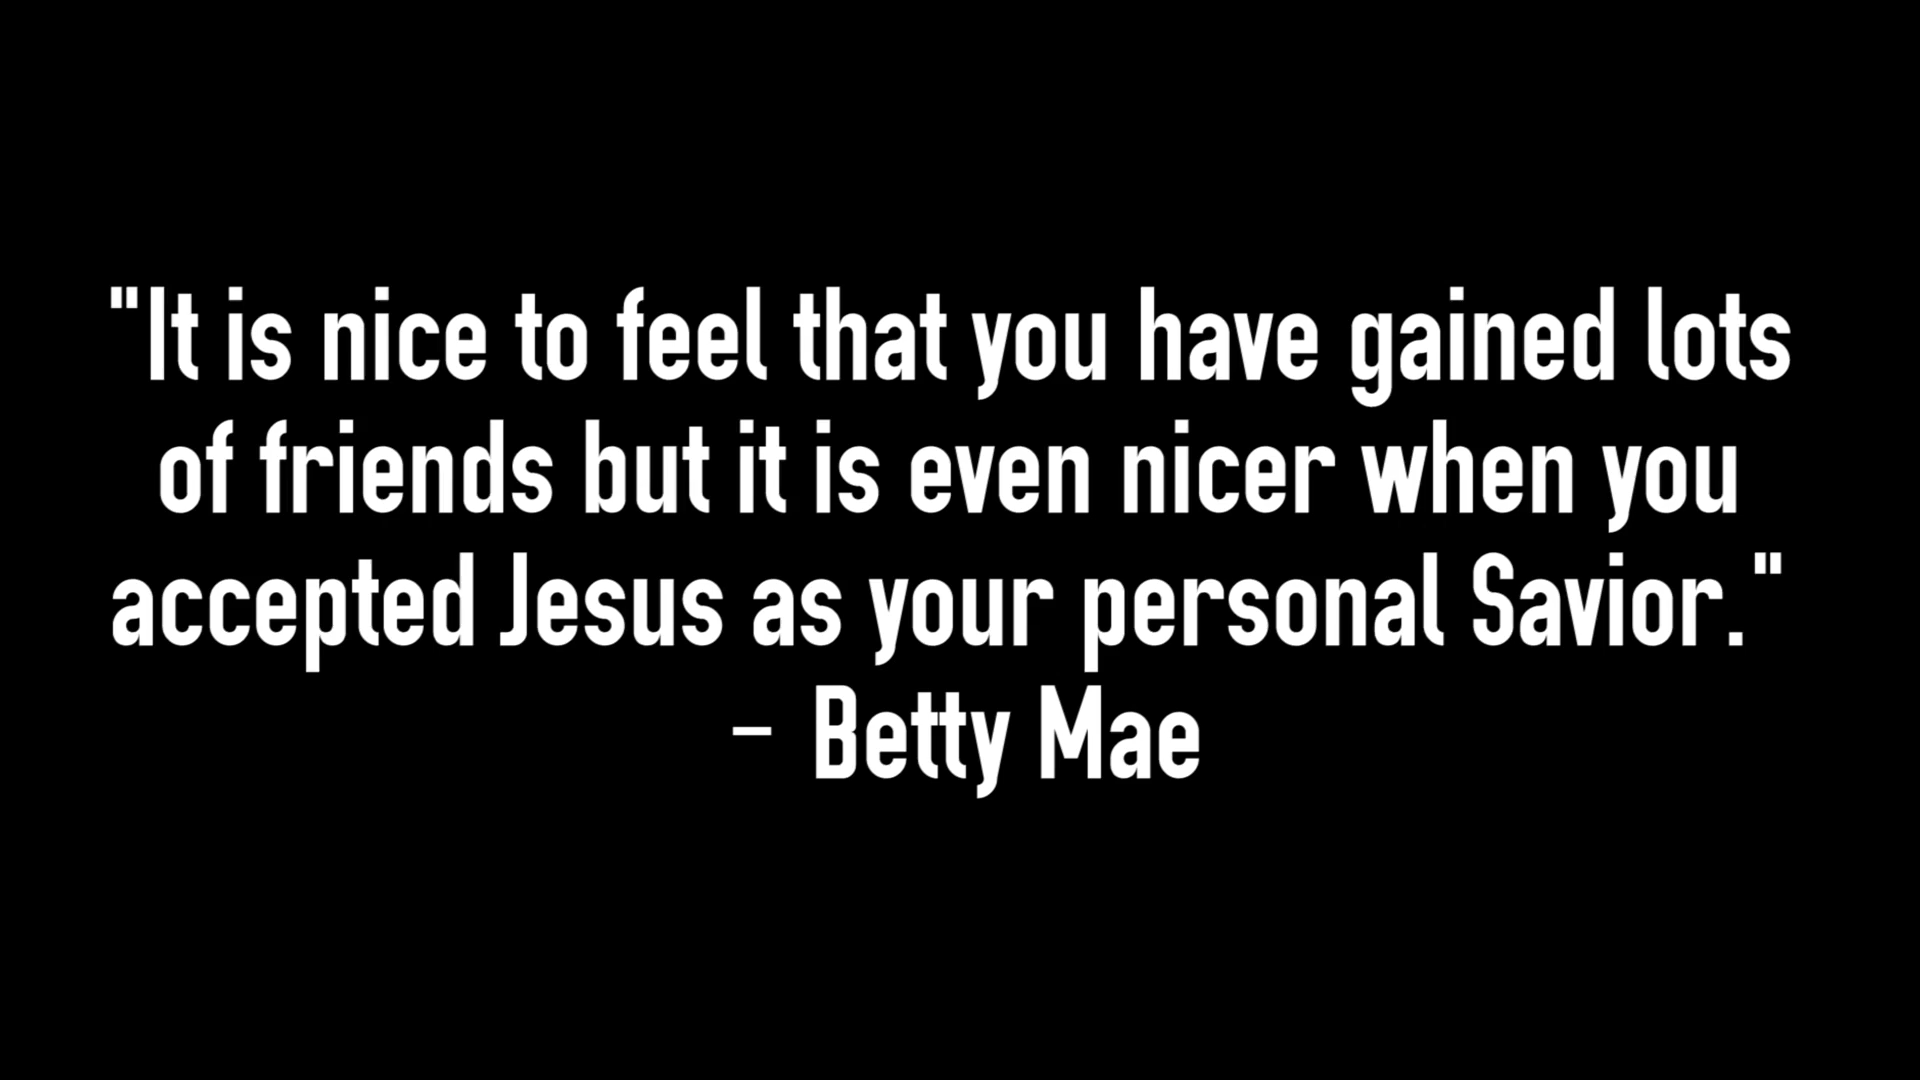 "It is nice to feel that you have gained lots
of friends but it is even nicer when you
accepted Jesus as your personal Savior."
- Betty Mae